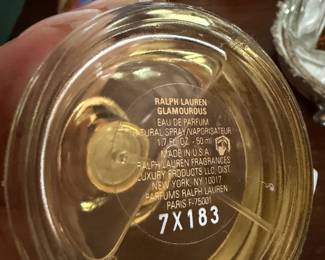 RALPH LAUREN
GLAMOUROUS
EAU DE PARFUM
NATURAL SPRAY/VAPORISATEUR
1.7 FL. OZ. - 50 ml
MADE IN U.S.A.
RALPH LAUREN FRAGRANCES
LUXURY PRODUCTS LLC, DIST.
NEW YORK, NY 10017
PARFUMS RALPH LAUREN
PARIS F-75001
7X183